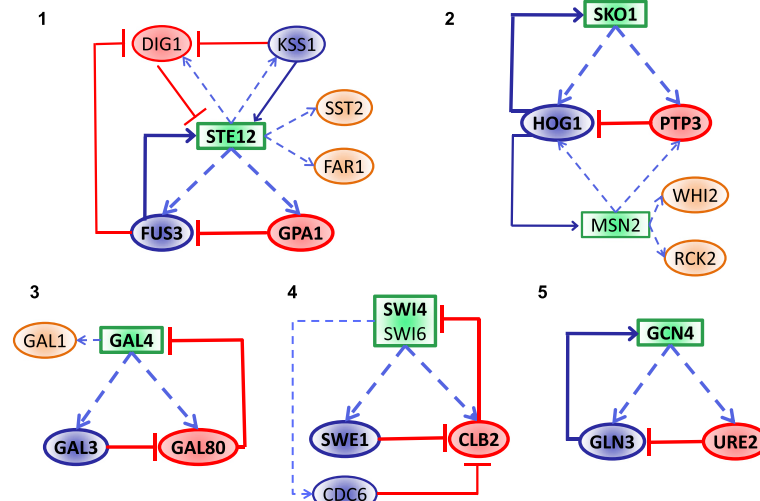 1
DIG1
KSS1
SST2
STE12
FAR1
FUS3
GPA1
2
SKO1
HOG1
PTP3
WHI2
MSN2
RCK2
3
GAL1
GAL4
GAL3
GAL80
4
SWI4
SWI6
SWE1
CLB2
CDC6
5
GCN4
GLN3
URE2